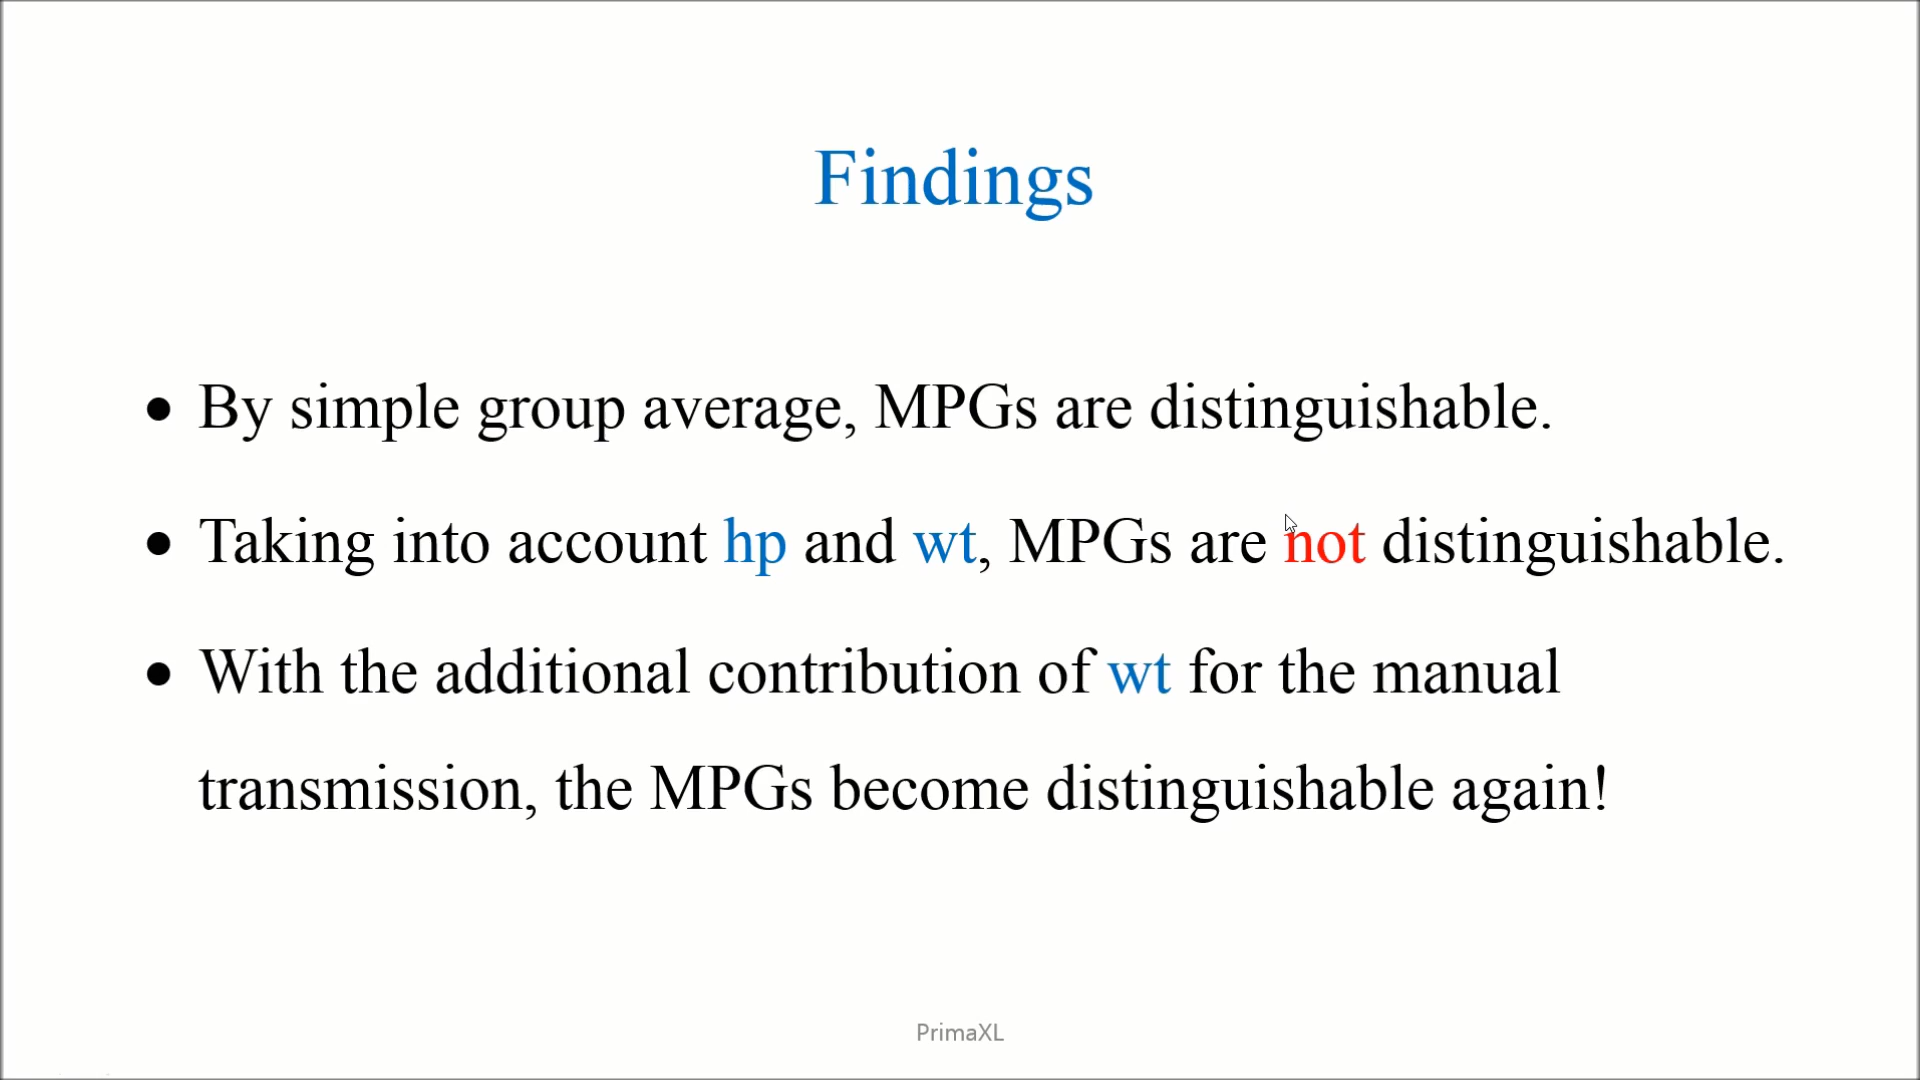 Findings
• By simple group average, MPGs are distinguishable.
• Taking into account hp and wt, MPGs are not distinguishable.
• With the additional contribution of wt for the manual
transmission, the MPGs become distinguishable again!
PrimaXL